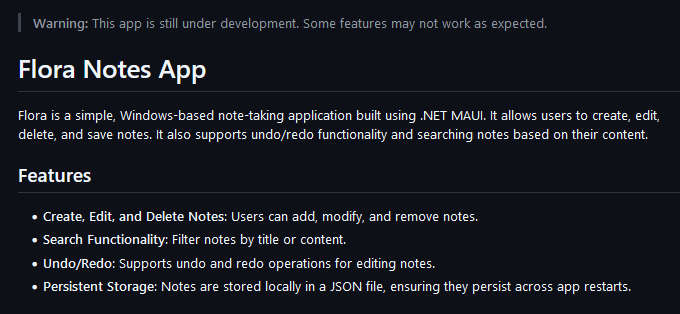 Warning: This app is still under development. Some features may not work as expected.
Flora Notes App
Flora is a simple, Windows-based note-taking application built using .NET MAUI. It allows users to create, edit,
delete, and save notes. It also supports undo/redo functionality and searching notes based on their content.
Features
• Create, Edit, and Delete Notes: Users can add, modify, and remove notes.
• Search Functionality: Filter notes by title or content.
• Undo/Redo: Supports undo and redo operations for editing notes.
• Persistent Storage: Notes are stored locally in a JSON file, ensuring they persist across app restarts.